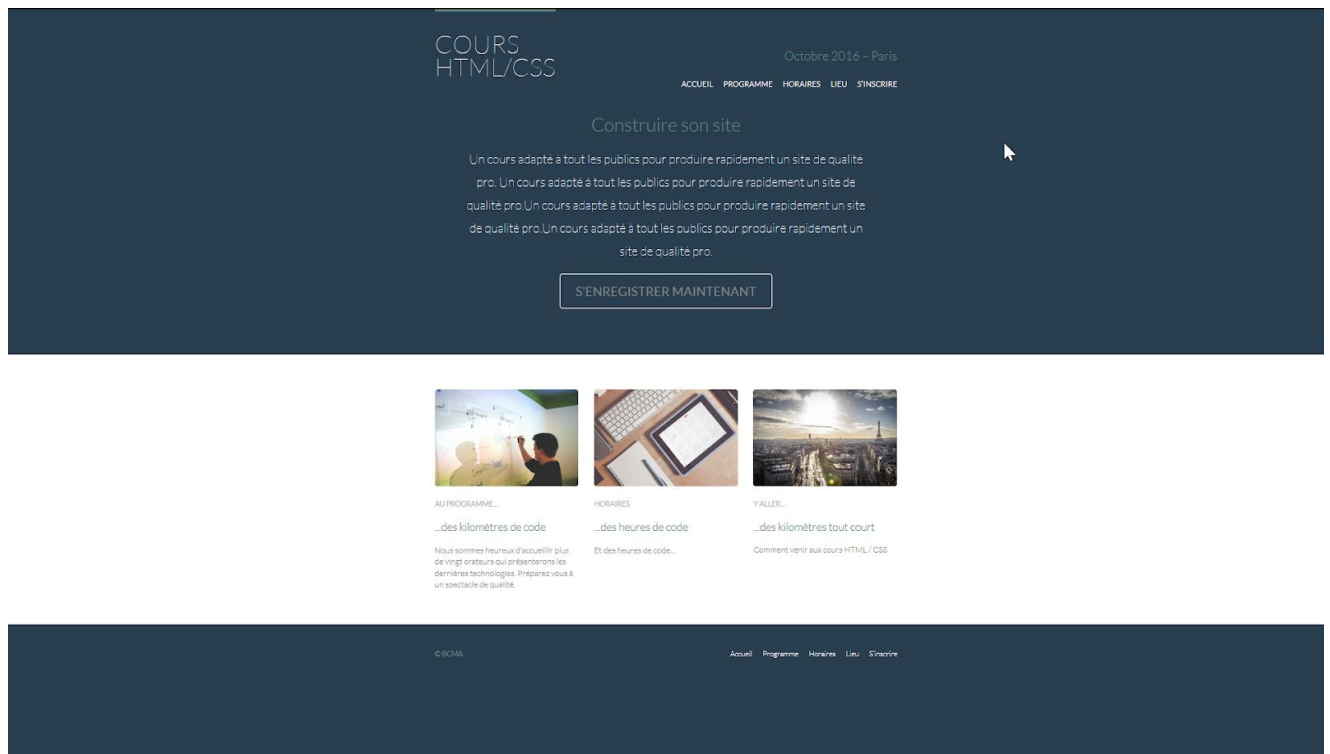 COURS
HTML/CSS
Octobre 2016 – Paris
ACCUEIL PROGRAMME HORAIRES LIEU S'INSCRIRE
Construire son site
Un cours adapté à tout les publics pour produire rapidement un site de qualité
pro. Un cours adapté à tout les publics pour produire rapidement un site de
qualité pro.Un cours adapté à tout les publics pour produire rapidement un site
de qualité pro.Un cours adapté à tout les publics pour produire rapidement un
site de qualité pro.
S'ENREGISTRER MAINTENANT
AU PROGRAMME...
...des kilomètres de code
Nous sommes heureux d'accueillir plus
de vingt orateurs qui présenterons les
dernières technologies. Préparez vous à
un spectacle de qualité.
HORAIRES
...des heures de code
Et des heures de code...
Y ALLER...
...des kilomètres tout court
Comment venir aux cours HTML / CSS
© BCMA
Accueil Programme Horaires Lieu S'inscrire